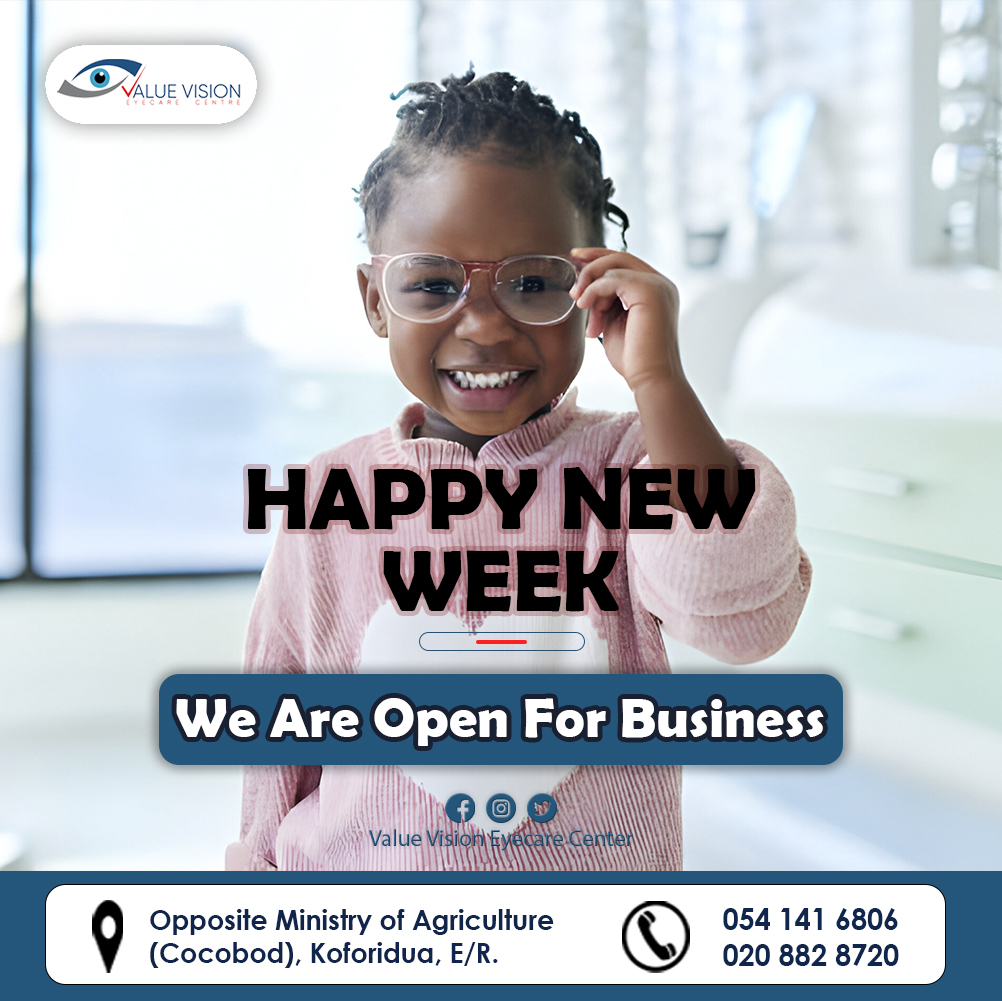 VALUE VISION
EYECARE CENTRE
HAPPY NEW
WEEK
We Are Open For Business
Value Vision Eyecare Center
Opposite Ministry of Agriculture
(Cocobod), Koforidua, E/R.
054 141 6806
020 882 8720